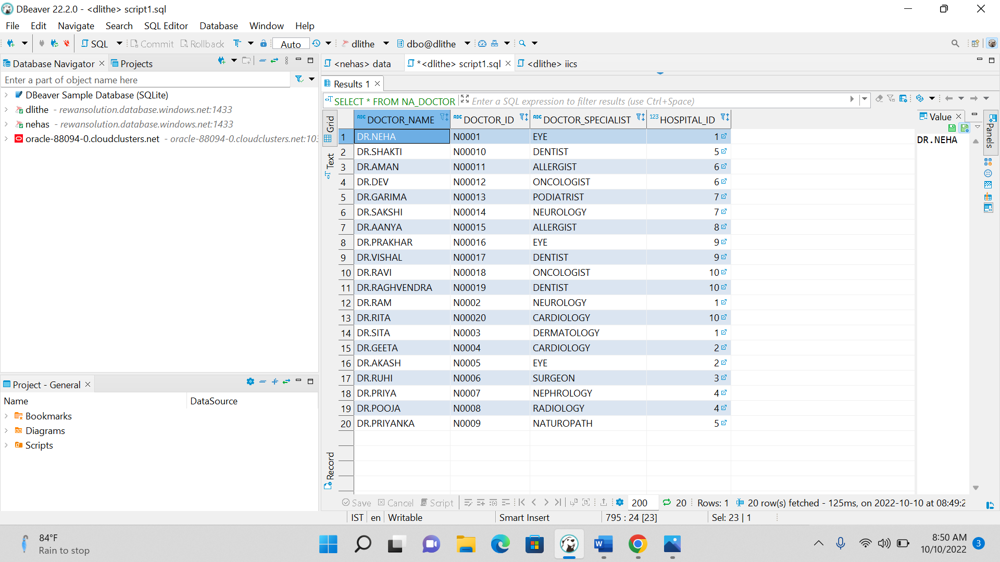 DBeaver 22.2.0 - <dlithe> script1.sql
File Edit Navigate Search SQL Editor Database Window Help
SQL Commit Rollback Auto dlithe dbo@dlithe
Database Navigator Projects
<nehas> data *<dlithe> script1.sql <dlithe> iics
Enter a part of object name here
DBeaver Sample Database (SQLite)
dlithe - rewansolution.database.windows.net:1433
nehas - rewansolution.database.windows.net:1433
oracle-88094-0.cloudclusters.net - oracle-88094-0.cloudclusters.net:103
Results 1
SELECT * FROM NA_DOCTOR Enter a SQL expression to filter results (use Ctrl+Space)
Grid
Text
Record
ABC DOCTOR_NAME ABC DOCTOR_ID ABC DOCTOR_SPECIALIST 123 HOSPITAL_ID
1 DR.NEHA N0001 EYE 1
2 DR.SHAKTI N00010 DENTIST 5
3 DR.AMAN N00011 ALLERGIST 6
4 DR.DEV N00012 ONCOLOGIST 6
5 DR.GARIMA N00013 PODIATRIST 7
6 DR.SAKSHI N00014 NEUROLOGY 7
7 DR.AANYA N00015 ALLERGIST 8
8 DR.PRAKHAR N00016 EYE 9
9 DR.VISHAL N00017 DENTIST 9
10 DR.RAVI N00018 ONCOLOGIST 10
11 DR.RAGHVENDRA N00019 DENTIST 10
12 DR.RAM N0002 NEUROLOGY 1
13 DR.RITA N00020 CARDIOLOGY 10
14 DR.SITA N0003 DERMATOLOGY 1
15 DR.GEETA N0004 CARDIOLOGY 2
16 DR.AKASH N0005 EYE 2
17 DR.RUHI N0006 SURGEON 3
18 DR.PRIYA N0007 NEPHROLOGY 4
19 DR.POOJA N0008 RADIOLOGY 4
20 DR.PRIYANKA N0009 NATUROPATH 5
Value
DR.NEHA
Panels
Project - General
Name DataSource
Bookmarks
Diagrams
Scripts
Save Cancel Script 200 20 Rows: 1 20 row(s) fetched - 125ms, on 2022-10-10 at 08:49:2
IST en Writable Smart Insert 795 : 24 [23] Sel: 23 | 1
84°F
Rain to stop
W
8:50 AM
10/10/2022
3